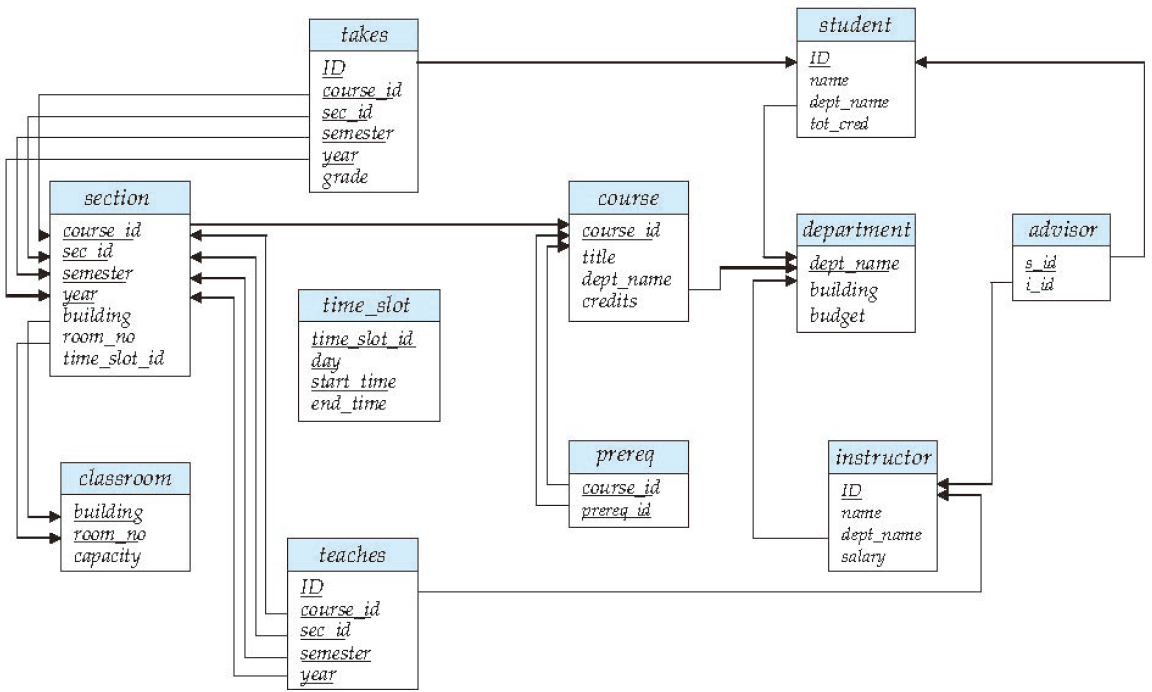 takes
ID
course_id
sec_id
semester
year
grade
student
ID
name
dept_name
tot_cred
section
course_id
sec_id
semester
year
building
room_no
time_slot_id
course
course_id
title
dept_name
credits
department
dept_name
building
budget
advisor
s_id
i_id
time_slot
time_slot_id
day
start_time
end_time
prereq
course_id
prereq_id
instructor
ID
name
dept_name
salary
classroom
building
room_no
capacity
teaches
ID
course_id
sec_id
semester
year